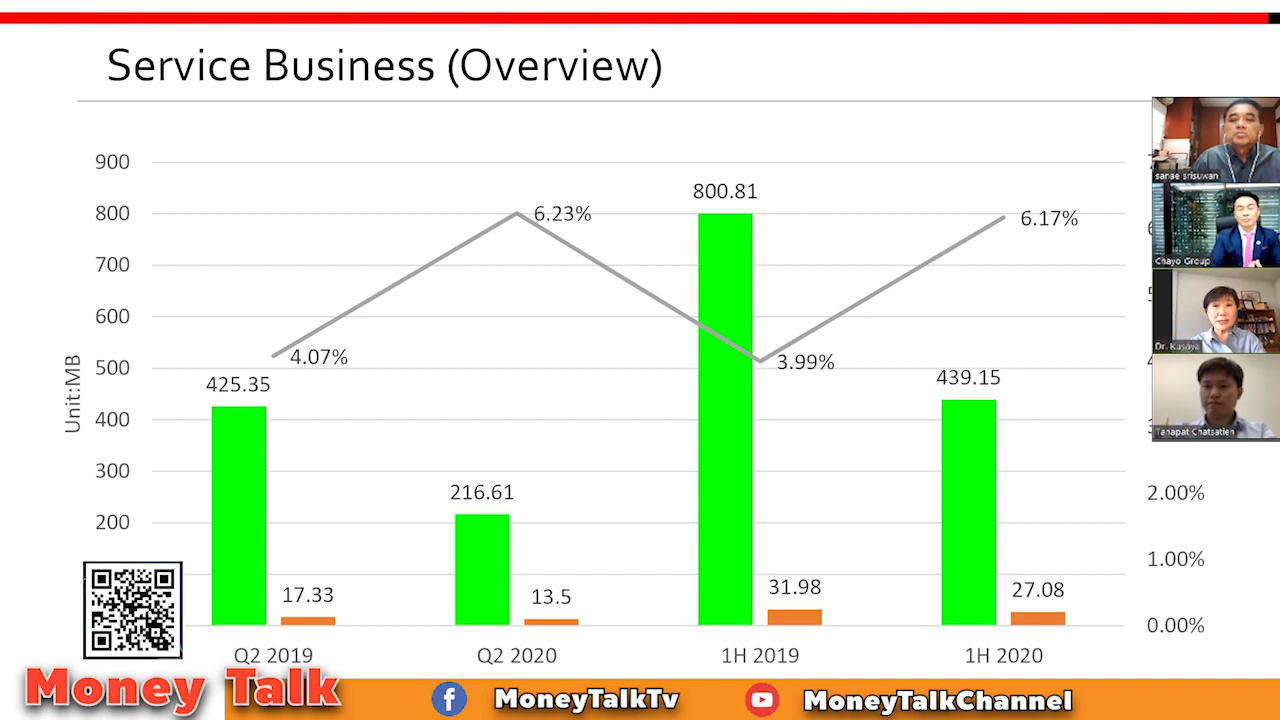 Service Business (Overview)
900
800
700
600
500
400
300
200
Unit:MB
425.35
17.33
4.07%
216.61
13.5
6.23%
800.81
31.98
3.99%
439.15
27.08
6.17%
2.00%
1.00%
0.00%
Q2 2019
Q2 2020
1H 2019
1H 2020
sanae srisuwan
Chayo Group
Dr. Kusaya
Tanapat Chatsatien
Money Talk
MoneyTalkTv
MoneyTalkChannel